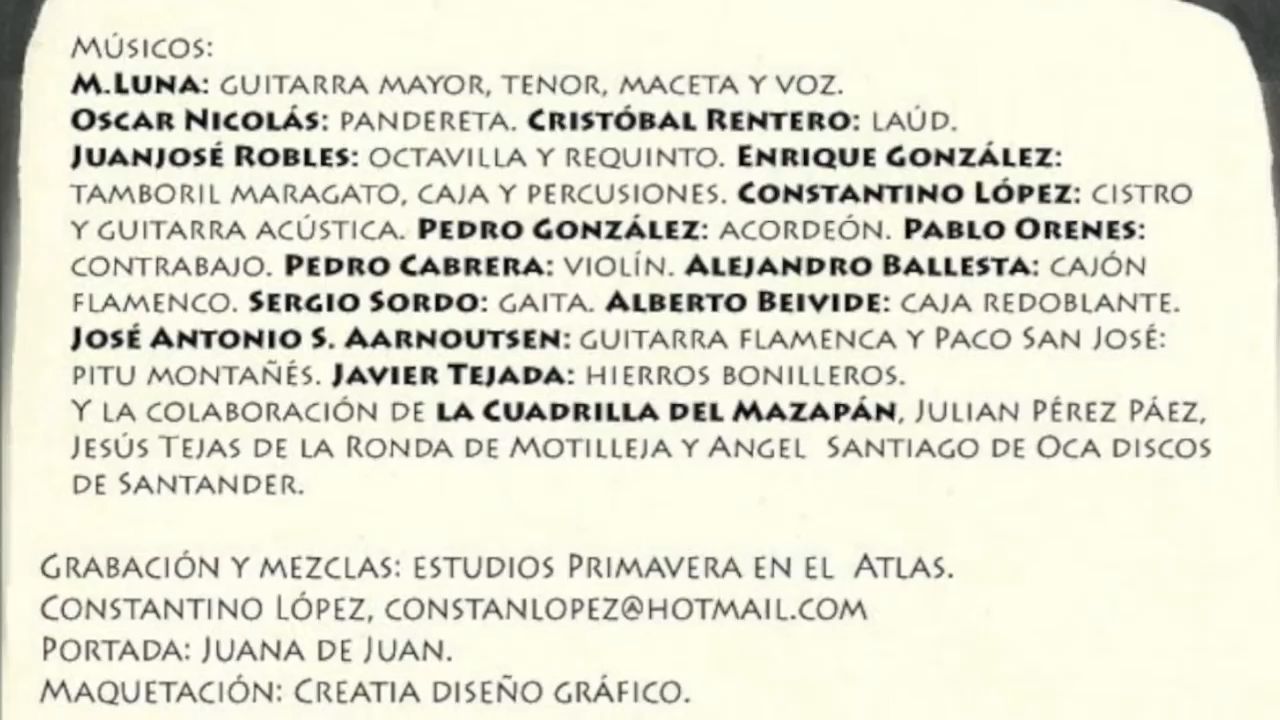 Músicos:
M.Luna: guitarra mayor, tenor, maceta y voz.
Oscar Nicolás: pandereta. Cristóbal Rentero: laúd.
Juanjosé Robles: octavilla y requinto. Enrique González:
tamboril maragato, caja y percusiones. Constantino López: cistro
y guitarra acústica. Pedro González: acordeón. Pablo Orenes:
contrabajo. Pedro Cabrera: violín. Alejandro Ballesta: cajón
flamenco. Sergio Sordo: gaita. Alberto Beivide: caja redoblante.
José Antonio S. Aarnoutsen: guitarra flamenca y Paco San José:
pitu montañés. Javier Tejada: hierros bonilleros.
Y la colaboración de la Cuadrilla del Mazapán, Julian Pérez Páez,
Jesús Tejas de la Ronda de Motilleja y Angel Santiago de Oca discos
de Santander.
Grabación y mezclas: estudios Primavera en el Atlas.
Constantino López, constanlopez@hotmail.com
Portada: Juana de Juan.
Maquetación: Creatia diseño gráfico.